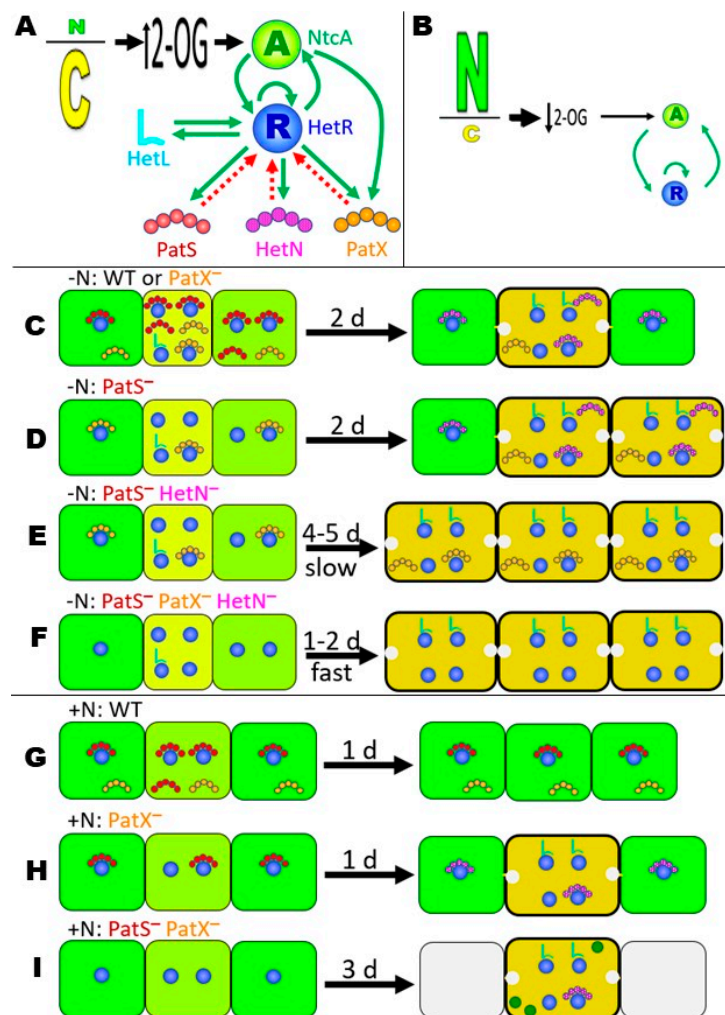 A
N
C
↑2-OG
A
NtcA
R
HetR
HetL
PatS
HetN
PatX
B
N
C
↓2-OG
A
R
-N: WT or PatX⁻
C
2 d
-N: PatS⁻
D
2 d
-N: PatS⁻ HetN⁻
E
4-5 d
slow
-N: PatS⁻ PatX⁻ HetN⁻
F
1-2 d
fast
+N: WT
G
1 d
+N: PatX⁻
H
1 d
+N: PatS⁻ PatX⁻
I
3 d